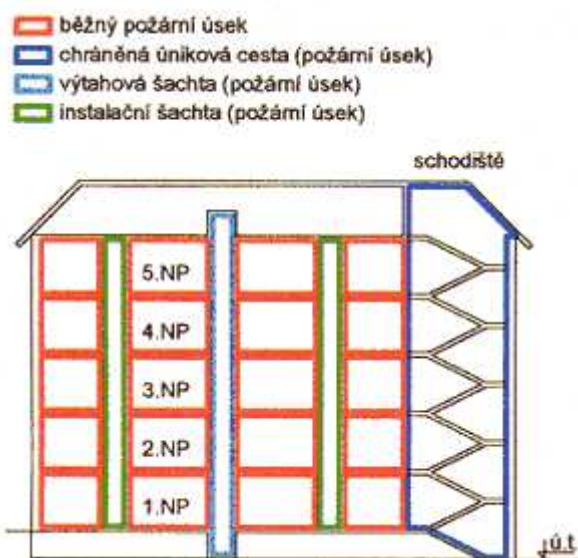 běžný požární úsek
chráněná úniková cesta (požární úsek)
výtahová šachta (požární úsek)
instalační šachta (požární úsek)
schodiště
5.NP
4.NP
3.NP
2.NP
1.NP
ú.t